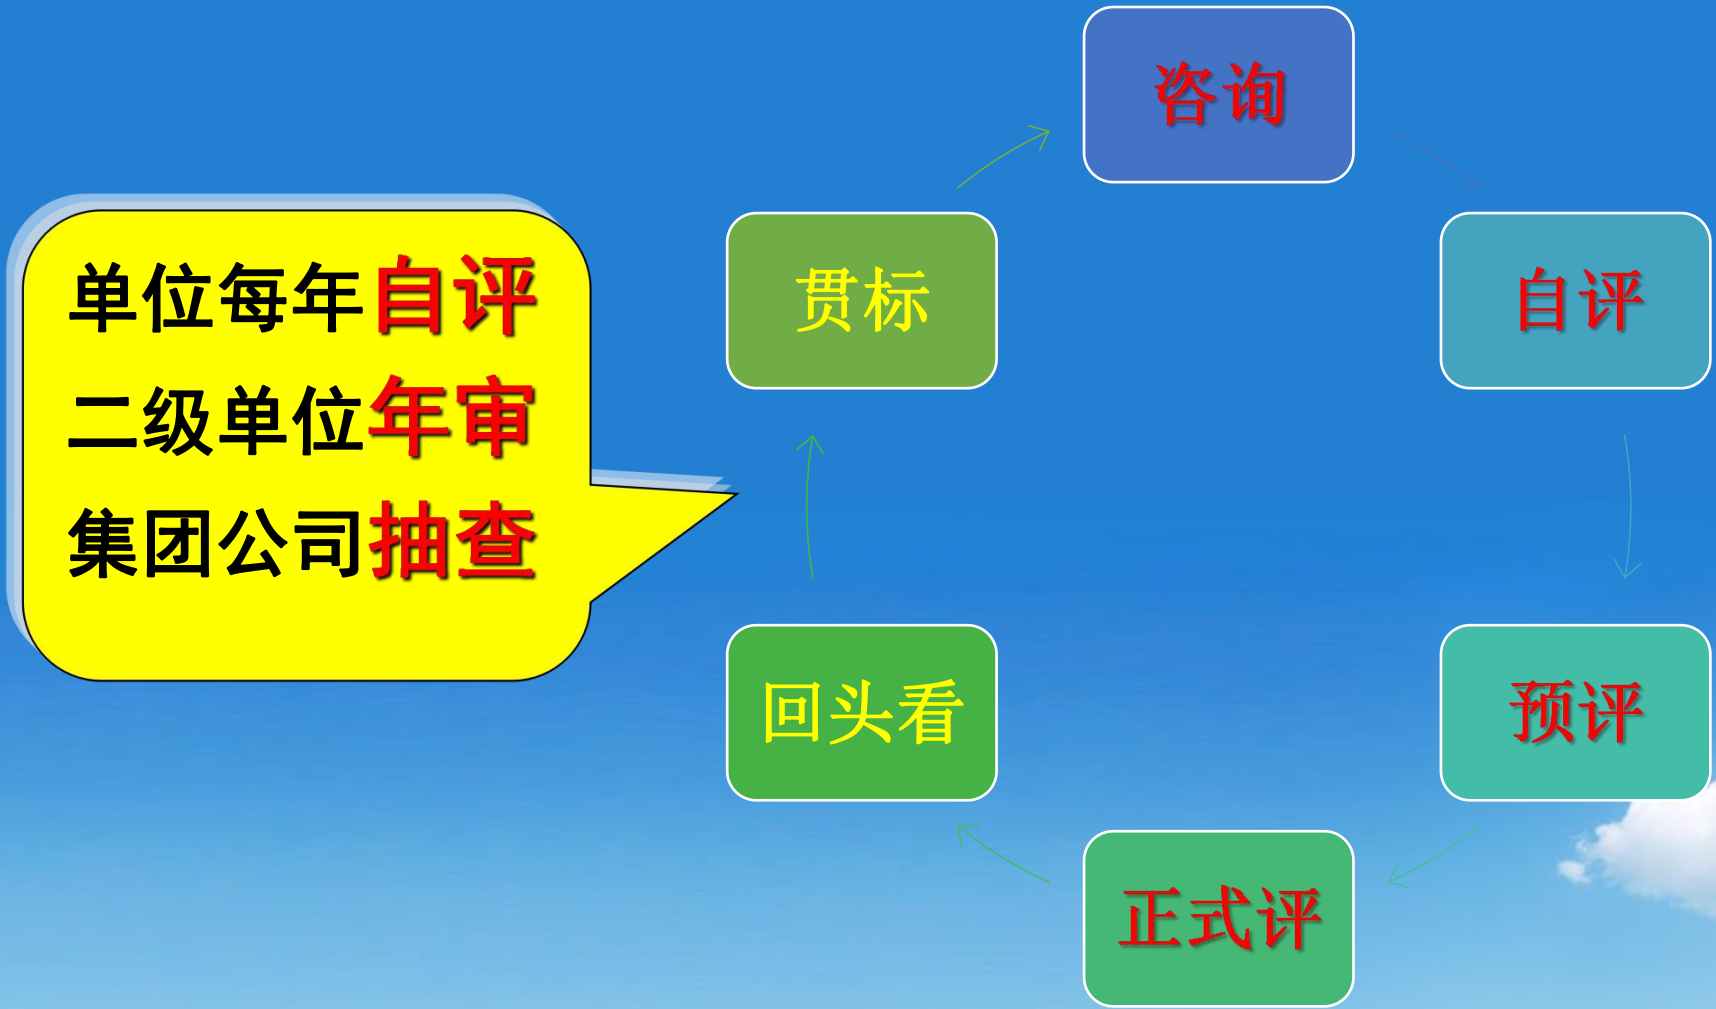 单位每年自评
二级单位年审
集团公司抽查
咨询
自评
预评
正式评
回头看
贯标